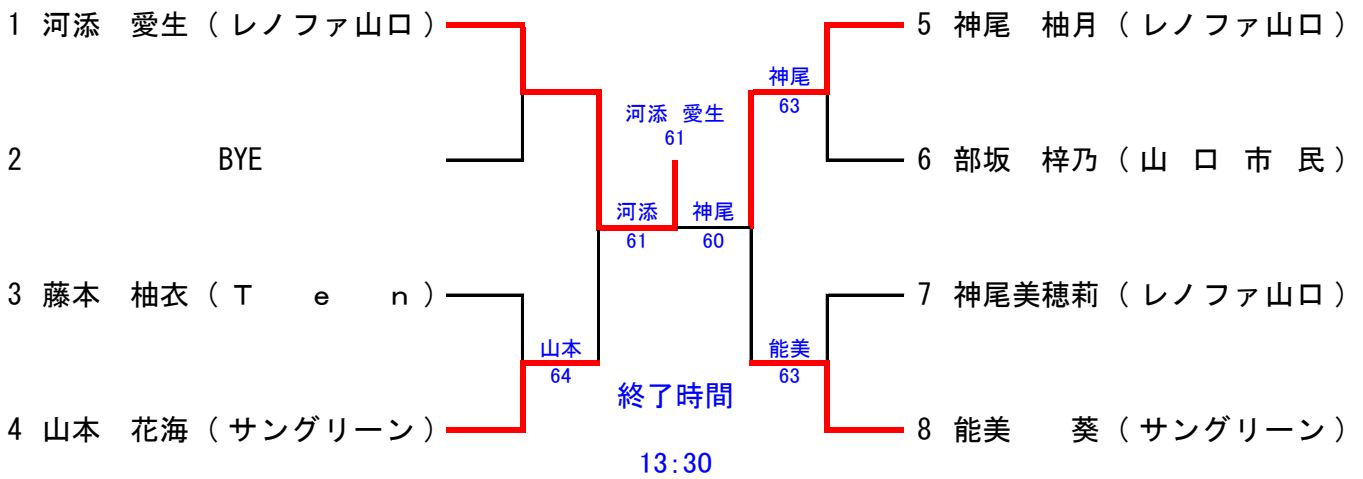 1 河添 愛生 ( レノファ山口 )
5 神尾 柚月 ( レノファ山口 )
神尾
63
河添 愛生
61
2 BYE
6 部坂 梓乃 ( 山 口 市 民 )
河添
61
神尾
60
3 藤本 柚衣 ( Ｔ ｅ ｎ )
7 神尾美穂莉 ( レノファ山口 )
山本
64
能美
63
終了時間
4 山本 花海 ( サングリーン )
8 能美 葵 ( サングリーン )
13:30